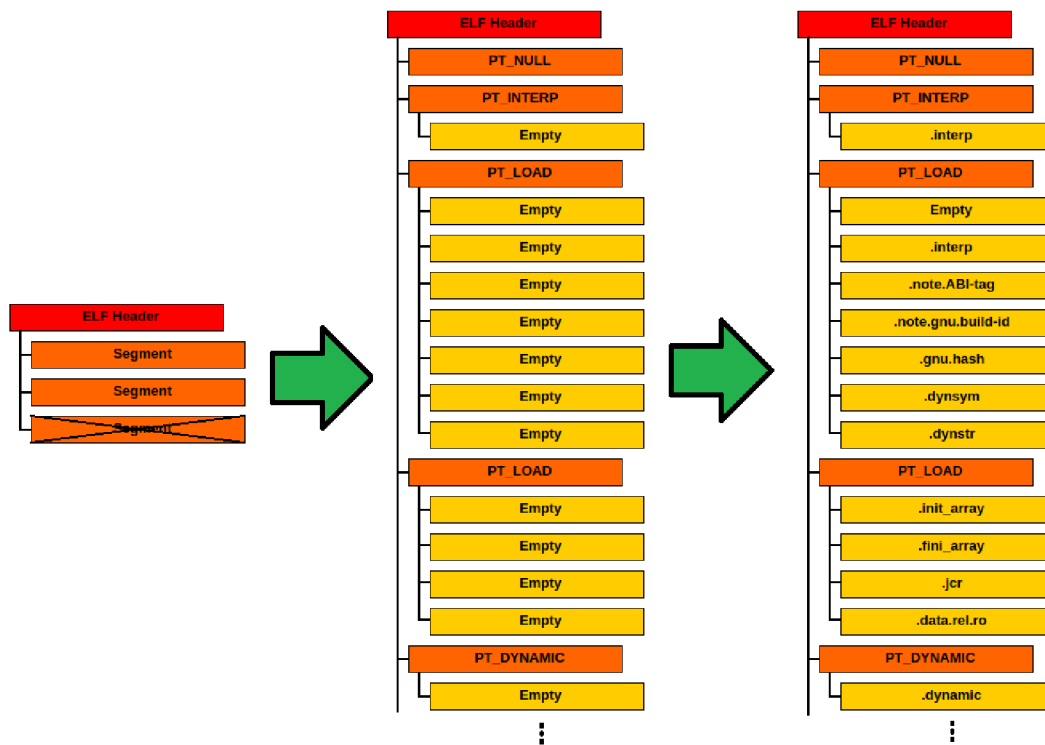 ELF Header
Segment
Segment
Segment
ELF Header
PT_NULL
PT_INTERP
Empty
PT_LOAD
Empty
Empty
Empty
Empty
Empty
Empty
Empty
PT_LOAD
Empty
Empty
Empty
Empty
PT_DYNAMIC
Empty
ELF Header
PT_NULL
PT_INTERP
.interp
PT_LOAD
Empty
.interp
.note.ABI-tag
.note.gnu.build-id
.gnu.hash
.dynsym
.dynstr
PT_LOAD
.init_array
.fini_array
.jcr
.data.rel.ro
PT_DYNAMIC
.dynamic